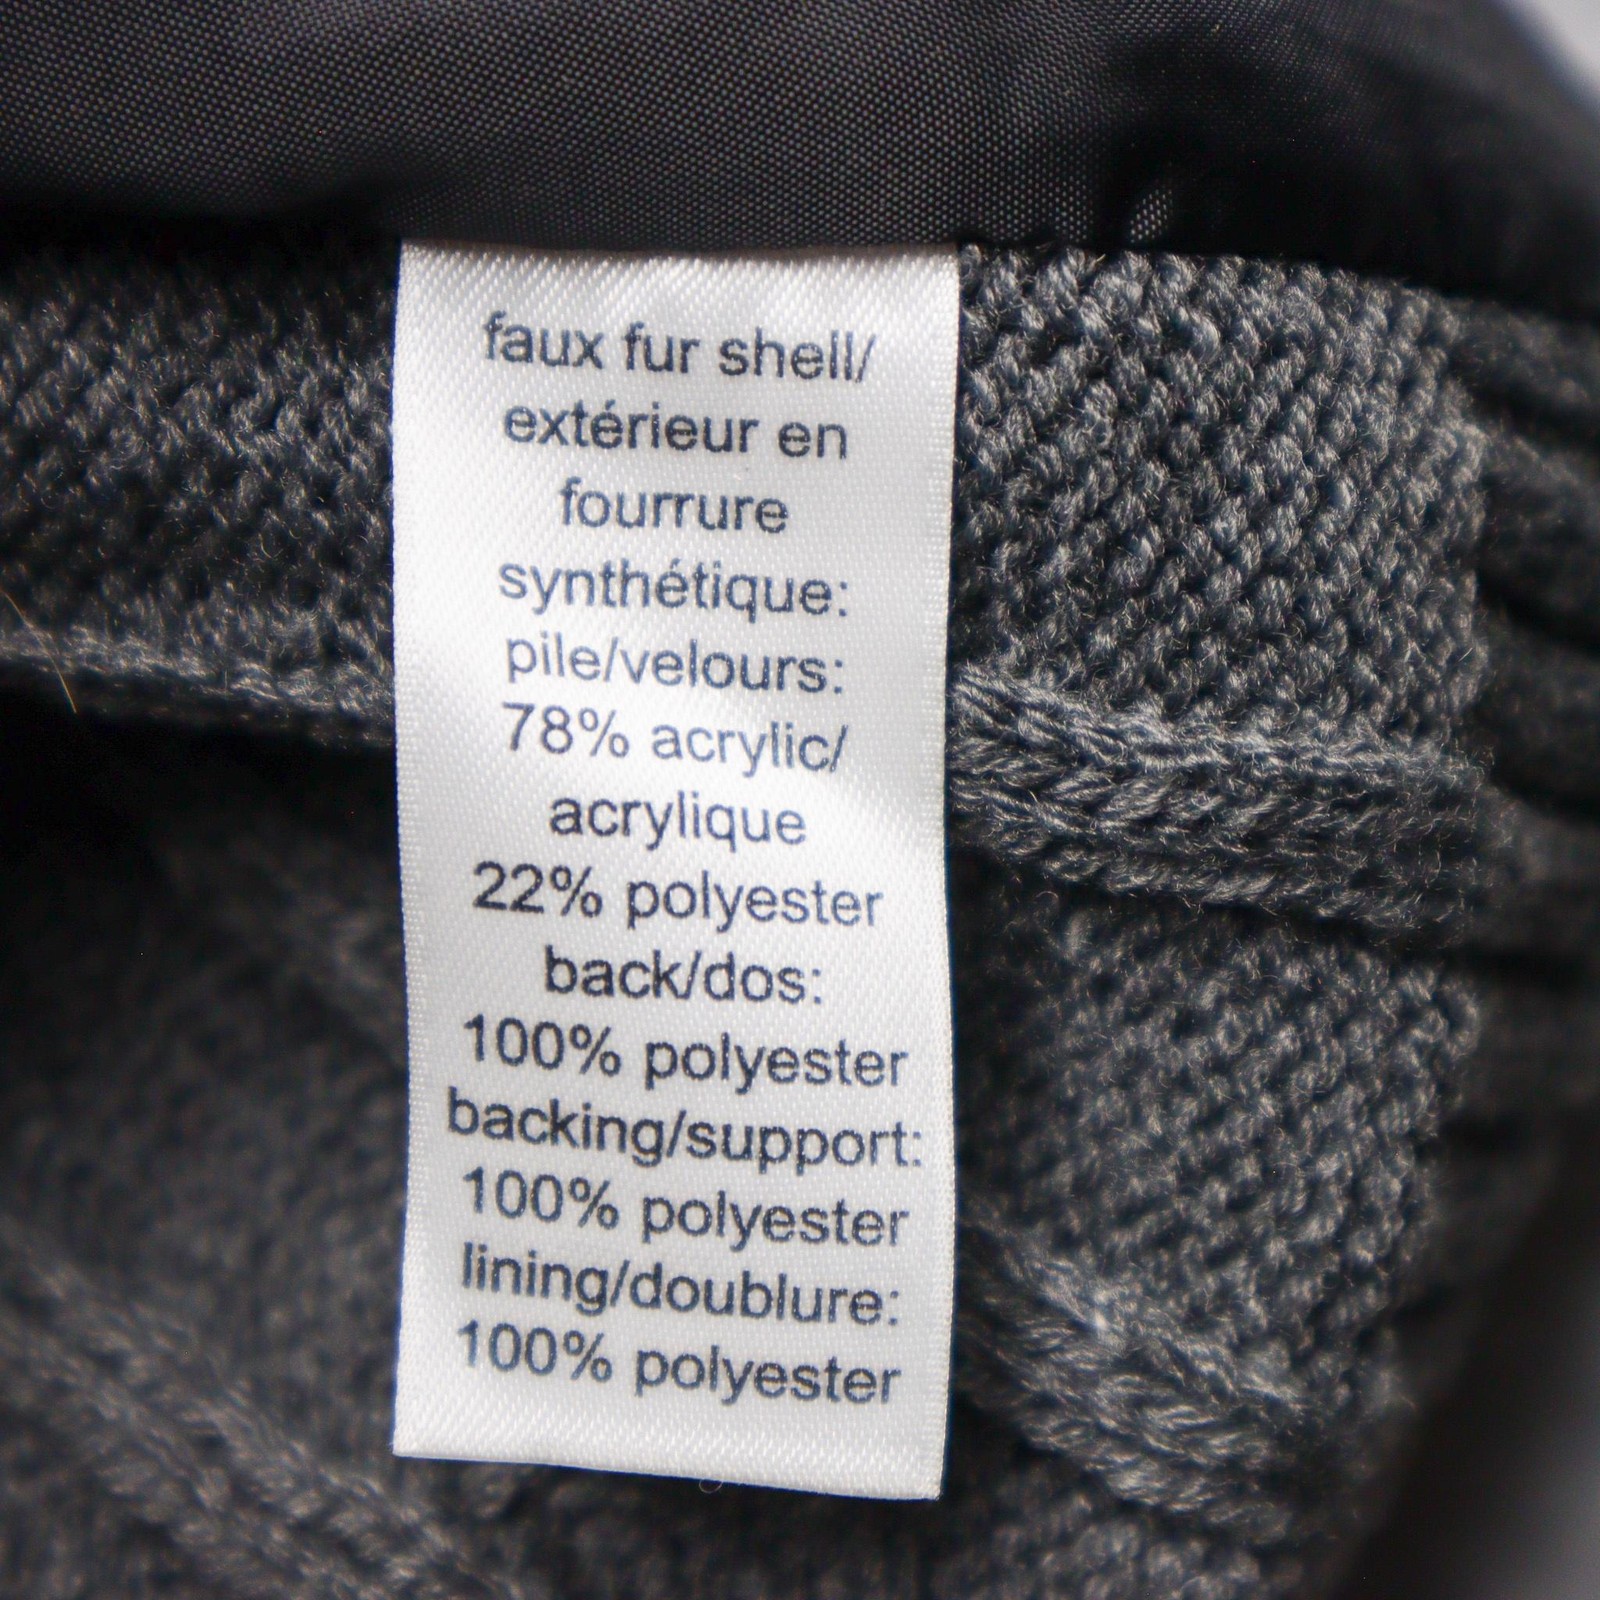 faux fur shell/
extérieur en
fourrure
synthétique:
pile/velours:
78% acrylic/
acrylique
22% polyester
back/dos:
100% polyester
backing/support:
100% polyester
lining/doublure:
100% polyester